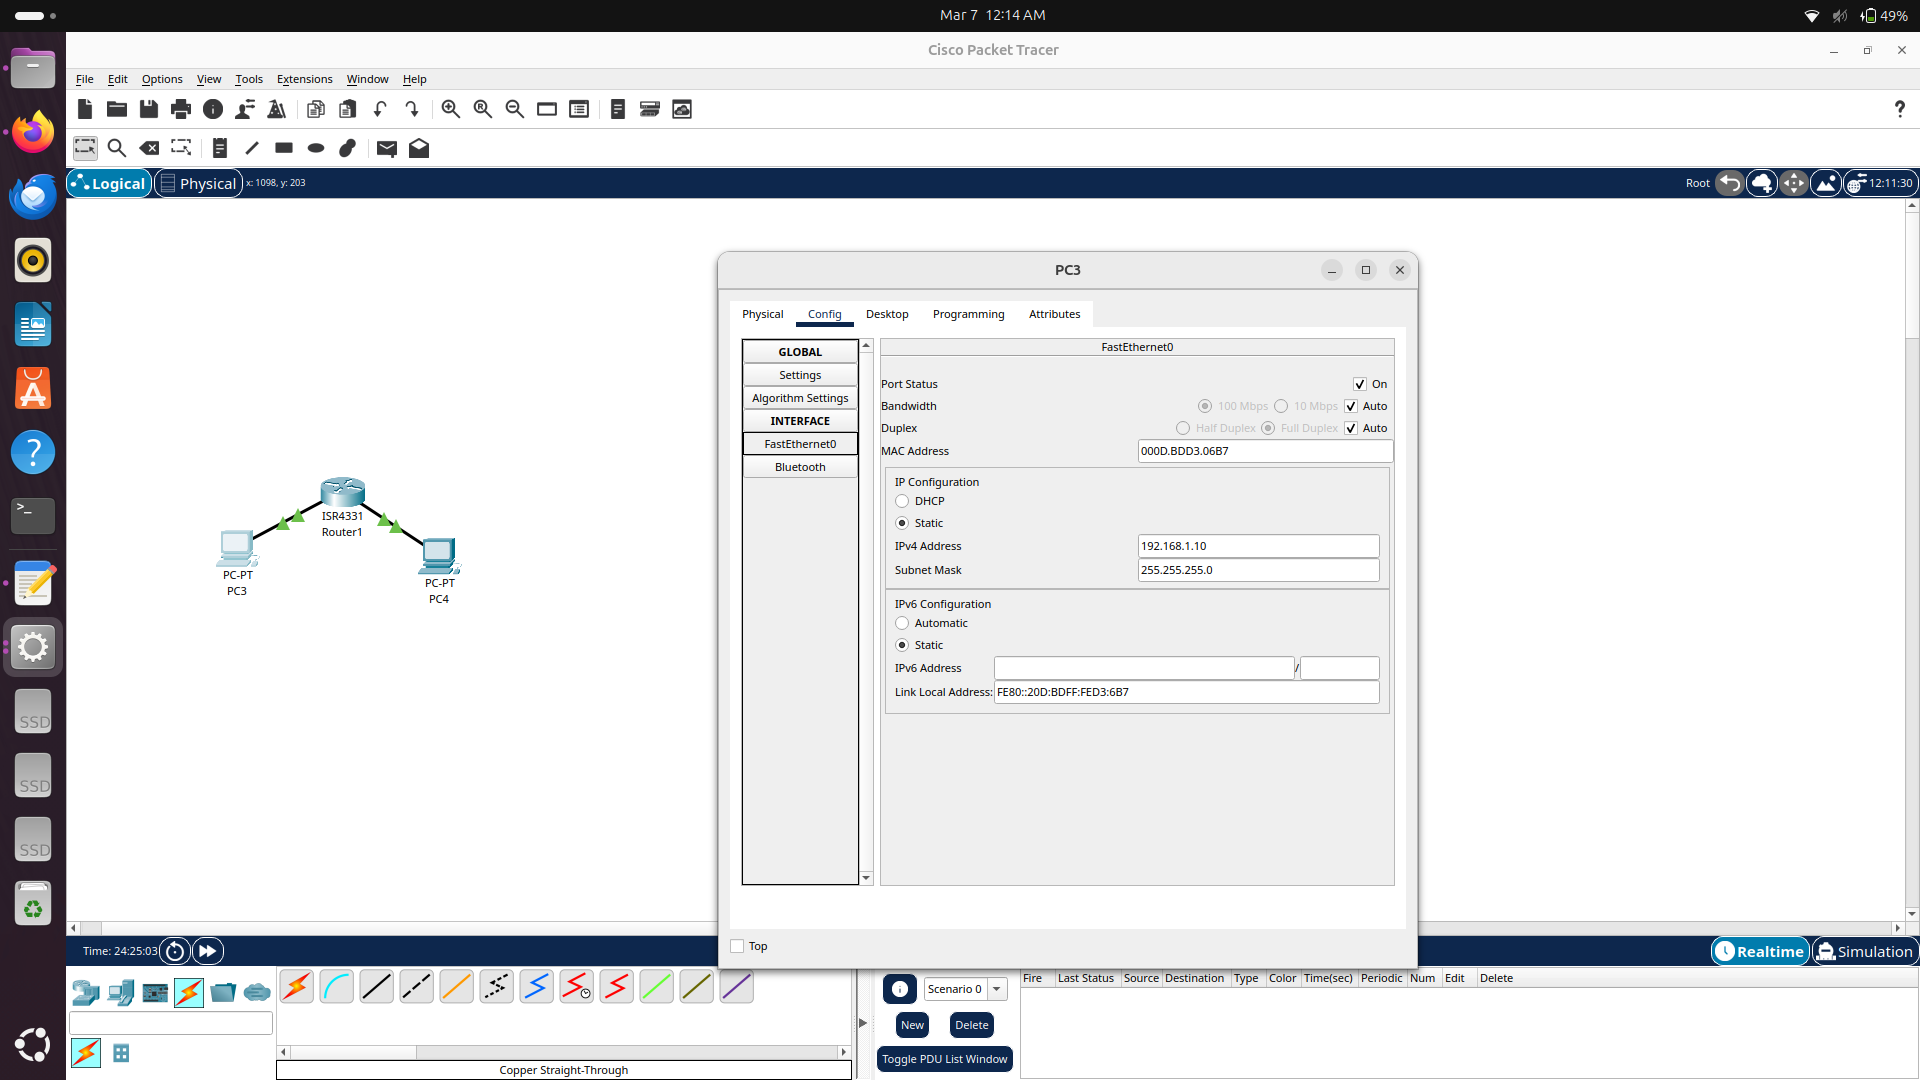 Mar 7 12:14 AM
49%
Cisco Packet Tracer
File Edit Options View Tools Extensions Window Help
Logical Physical x: 1098, y: 203 Root 12:11:30
PC3
Physical Config Desktop Programming Attributes
GLOBAL
Settings
Algorithm Settings
INTERFACE
FastEthernet0
Bluetooth
FastEthernet0
Port Status On
Bandwidth 100 Mbps 10 Mbps Auto
Duplex Half Duplex Full Duplex Auto
MAC Address 000D.BDD3.06B7
IP Configuration
DHCP
Static
IPv4 Address 192.168.1.10
Subnet Mask 255.255.255.0
IPv6 Configuration
Automatic
Static
IPv6 Address /
Link Local Address: FE80::20D:BDFF:FED3:6B7
Top
ISR4331
Router1
PC-PT
PC3
PC-PT
PC4
SSD
SSD
SSD
Time: 24:25:03 Realtime Simulation
Scenario 0
New Delete
Toggle PDU List Window
Fire Last Status Source Destination Type Color Time(sec) Periodic Num Edit Delete
Copper Straight-Through